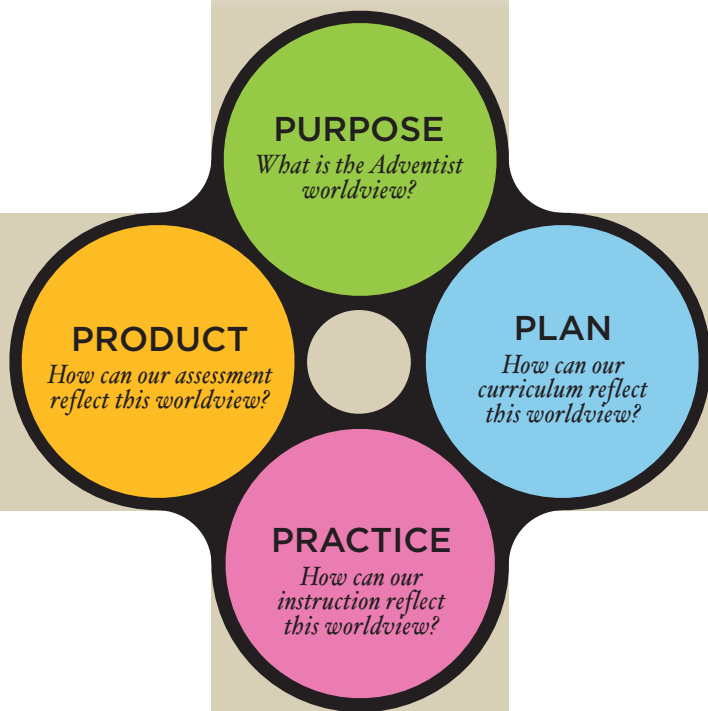 PURPOSE
What is the Adventist
worldview?
PRODUCT
How can our assessment
reflect this worldview?
PLAN
How can our
curriculum reflect
this worldview?
PRACTICE
How can our
instruction reflect
this worldview?